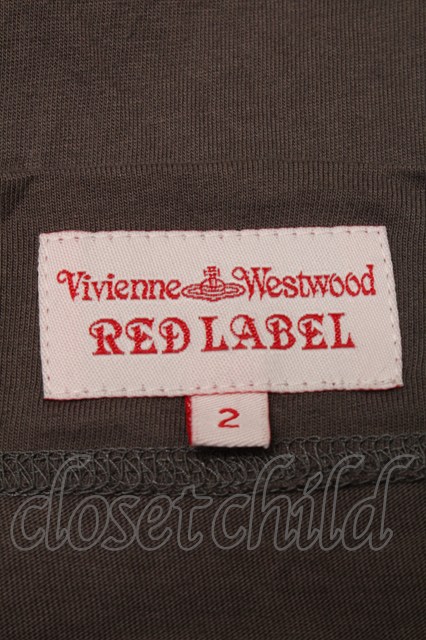 Vivienne Westwood
RED LABEL
2
closet child